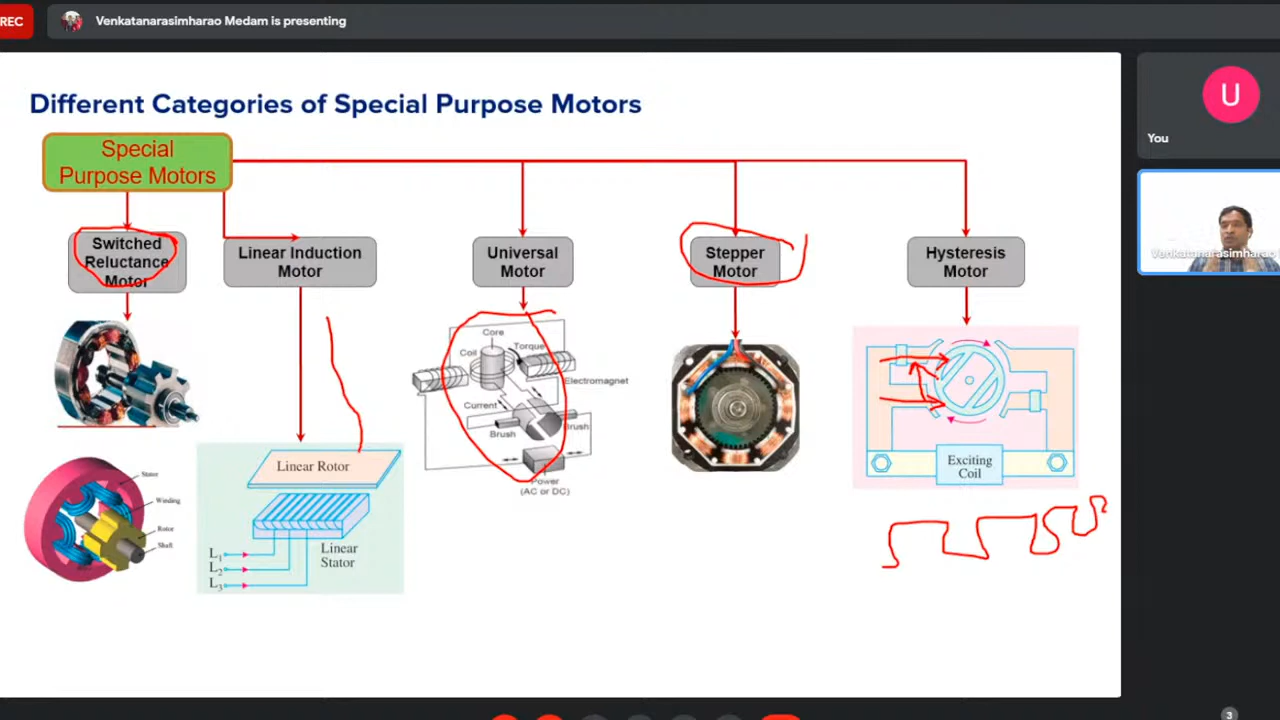 REC
Venkatanarasimharao Medam is presenting
Different Categories of Special Purpose Motors
Special
Purpose Motors
Switched
Reluctance
Motor
Linear Induction
Motor
Universal
Motor
Stepper
Motor
Hysteresis
Motor
Core
Coil
Torque
Electromagnet
Current
Brush
Brush
Power
(AC or DC)
Stator
Winding
Rotor
Shaft
Linear Rotor
L1
L2
L3
Linear
Stator
Exciting
Coil
U
You
Venkatanarasimharao
3